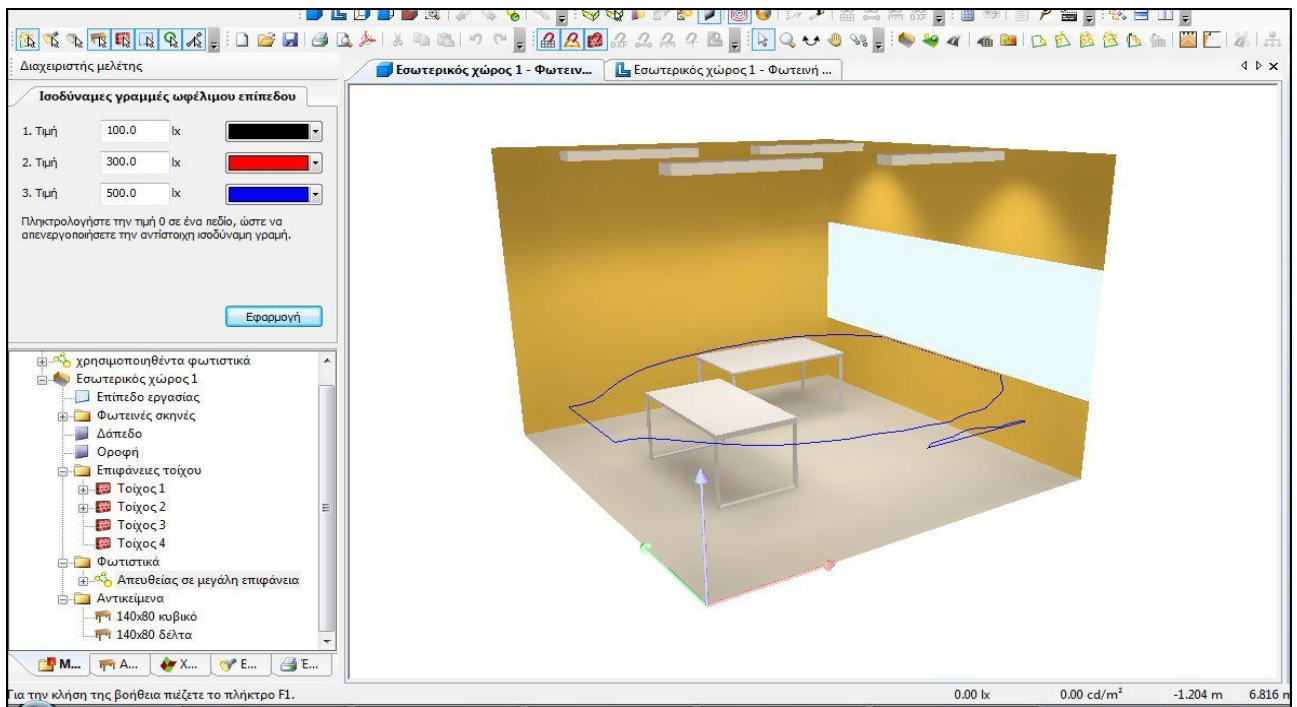 Διαχειριστής μελέτης
Εσωτερικός χώρος 1 - Φωτειν...
Εσωτερικός χώρος 1 - Φωτεινή ...
Ισοδύναμες γραμμές ωφέλιμου επίπεδου
1. Τιμή 100.0 lx
2. Τιμή 300.0 lx
3. Τιμή 500.0 lx
Πληκτρολογήστε την τιμή 0 σε ένα πεδίο, ώστε να
απενεργοποιήσετε την αντίστοιχη ισοδύναμη γραμή.
Εφαρμογή
χρησιμοποιηθέντα φωτιστικά
Εσωτερικός χώρος 1
Επίπεδο εργασίας
Φωτεινές σκηνές
Δάπεδο
Οροφή
Επιφάνειες τοίχου
Τοίχος 1
Τοίχος 2
Τοίχος 3
Τοίχος 4
Φωτιστικά
Απευθείας σε μεγάλη επιφάνεια
Αντικείμενα
140x80 κυβικό
140x80 δέλτα
Μ... Α... Χ... Ε... Έ...
Για την κλήση της βοήθεια πιέζετε το πλήκτρο F1.
0.00 lx 0.00 cd/m² -1.204 m 6.816 m